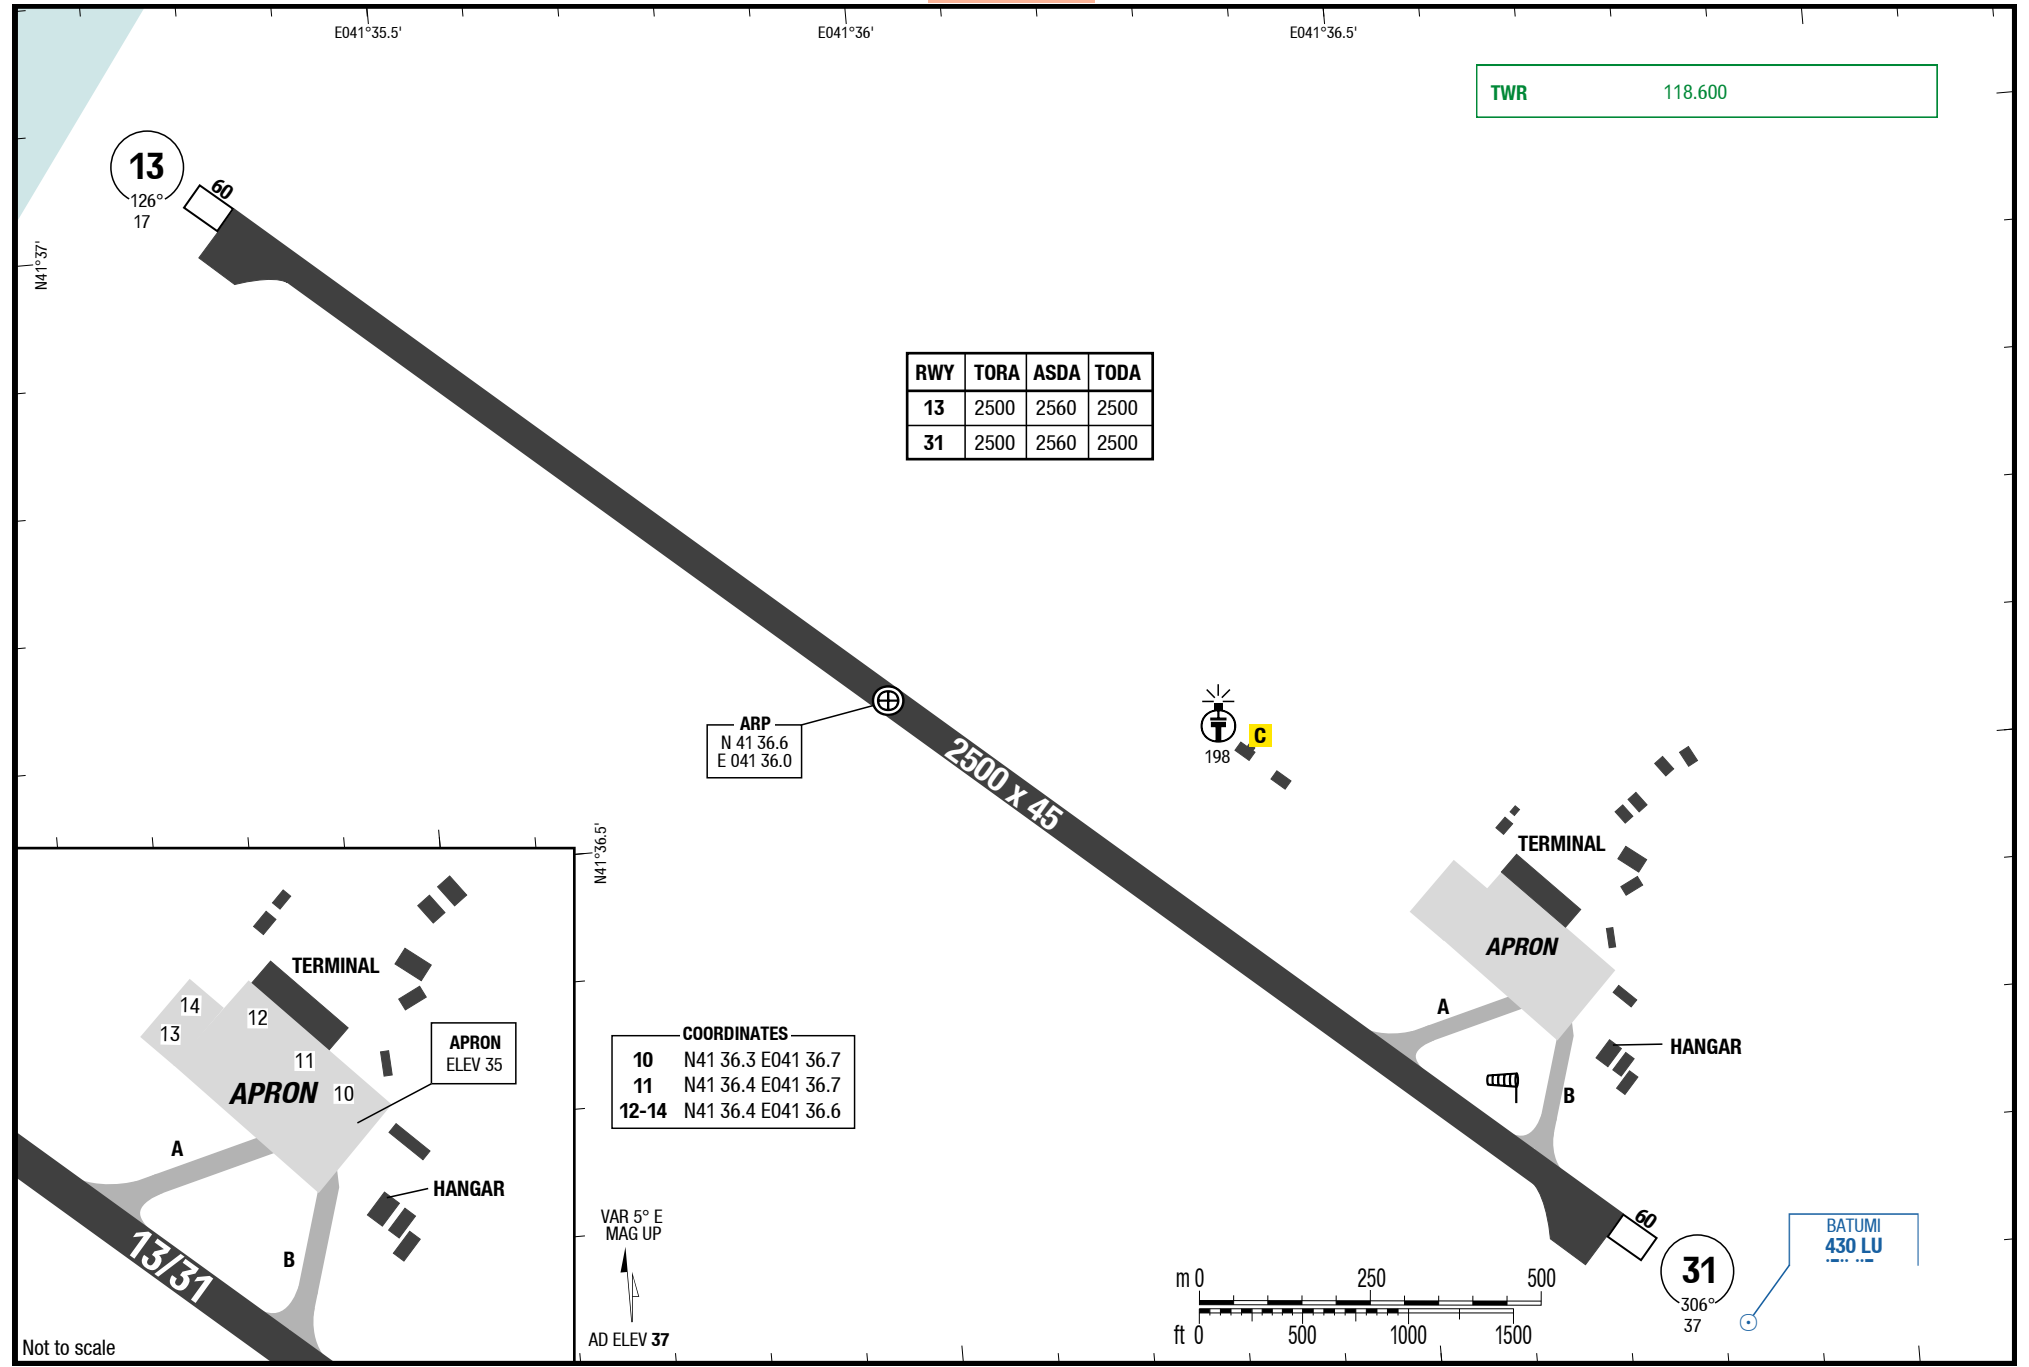 E041°35.5' E041°36' E041°36.5'
TWR 118.600
13
126°
17
60
N41°37'
RWY TORA ASDA TODA
13 2500 2560 2500
31 2500 2560 2500
ARP
N 41 36.6
E 041 36.0
2500 x 45
198
C
TERMINAL
APRON
A
B
HANGAR
N41°36.5'
TERMINAL
14
13
12
11
10
APRON
APRON
ELEV 35
A
B
HANGAR
13/31
Not to scale
COORDINATES
10 N41 36.3 E041 36.7
11 N41 36.4 E041 36.7
12-14 N41 36.4 E041 36.6
VAR 5° E
MAG UP
AD ELEV 37
m 0 250 500
ft 0 500 1000 1500
60
31
306°
37
BATUMI
430 LU